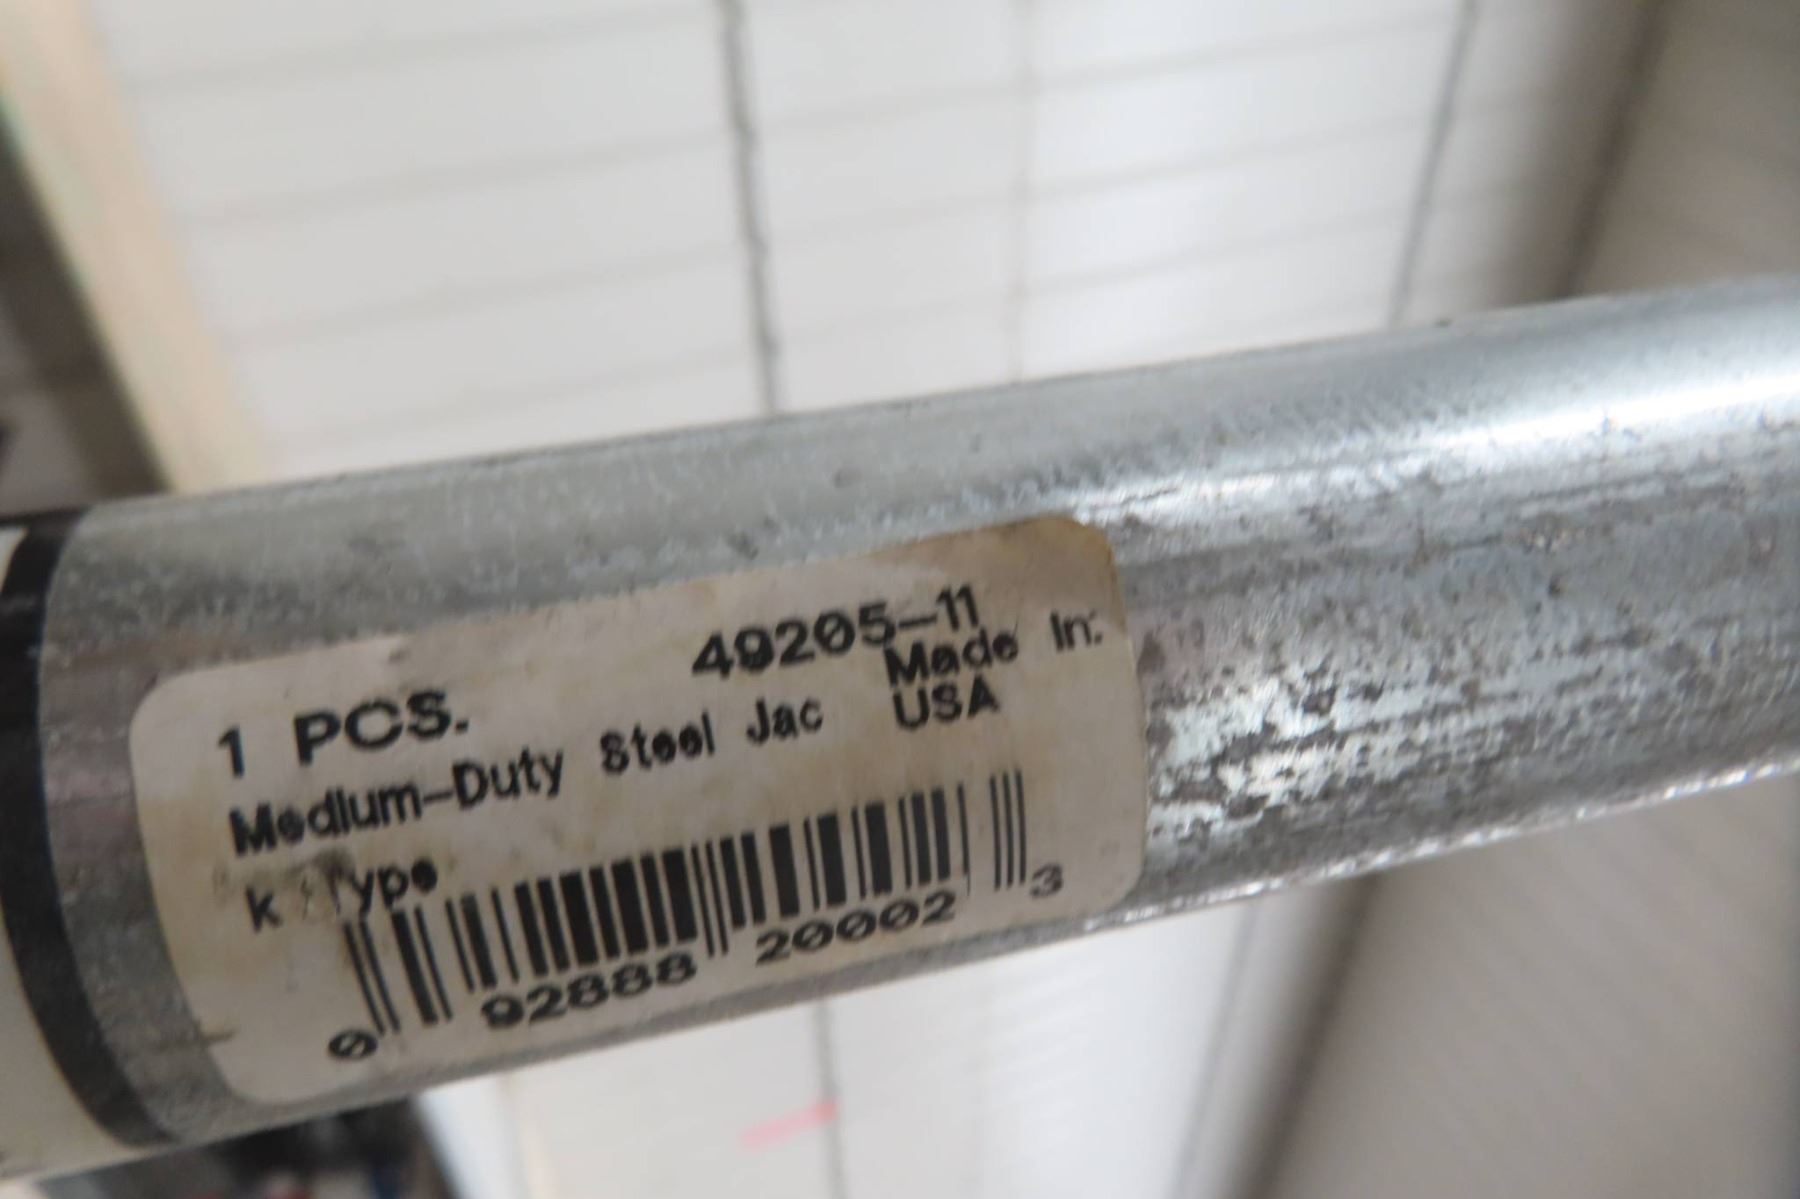 49205-11
1 PCS.
Made In:
Medium-Duty Steel Jac
USA
k Type
0 92888 20002 3